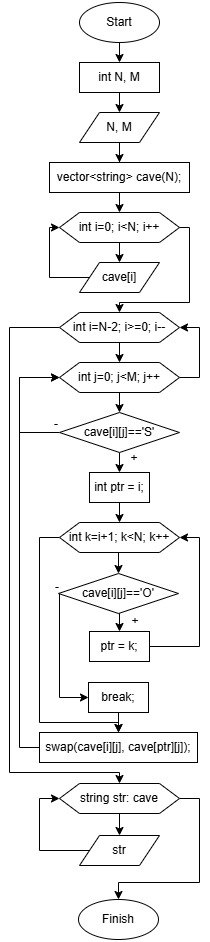 Start
int N, M
N, M
vector<string> cave(N);
int i=0; i<N; i++
cave[i]
int i=N-2; i>=0; i--
int j=0; j<M; j++
-
cave[i][j]=='S'
+
int ptr = i;
int k=i+1; k<N; k++
-
cave[i][j]=='O'
+
ptr = k;
break;
swap(cave[i][j], cave[ptr][j]);
string str: cave
str
Finish